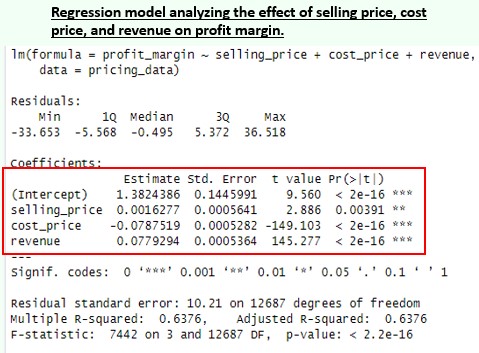 Regression model analyzing the effect of selling price, cost
price, and revenue on profit margin.
lm(formula = profit_margin ~ selling_price + cost_price + revenue,
    data = pricing_data)
Residuals:
    Min      1Q  Median      3Q     Max
-33.653  -5.568  -0.495   5.372  36.518
Coefficients:
                Estimate Std. Error  t value Pr(>|t|)
(Intercept)    1.3824386  0.1445991    9.560  < 2e-16 ***
selling_price  0.0016277  0.0005641    2.886  0.00391 **
cost_price    -0.0787519  0.0005282 -149.103  < 2e-16 ***
revenue        0.0779294  0.0005364  145.277  < 2e-16 ***
---
Signif. codes:  0 '***' 0.001 '**' 0.01 '*' 0.05 '.' 0.1 ' ' 1
Residual standard error: 10.21 on 12687 degrees of freedom
Multiple R-squared:  0.6376,    Adjusted R-squared:  0.6376
F-statistic:  7442 on 3 and 12687 DF,  p-value: < 2.2e-16